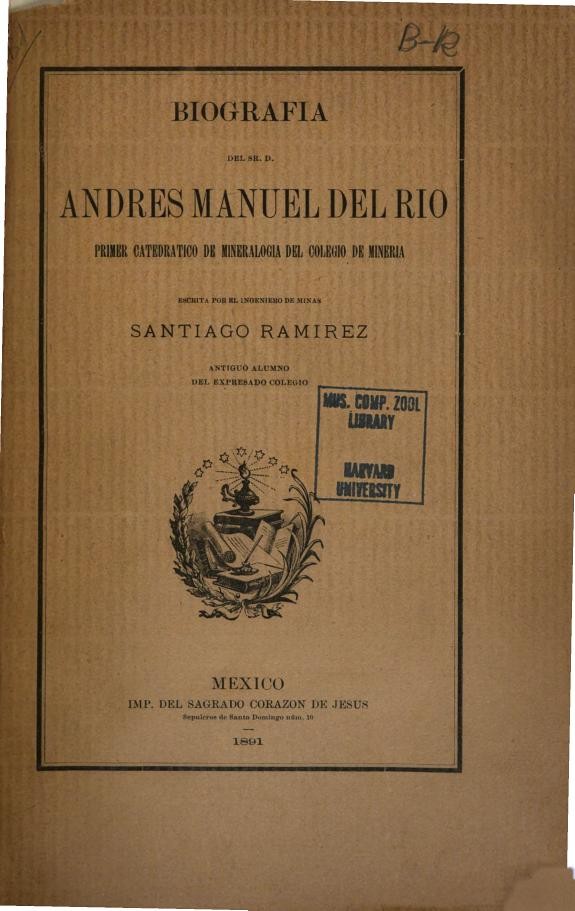 B-R
BIOGRAFIA
DEL SR. D.
ANDRES MANUEL DEL RIO
PRIMER CATEDRATICO DE MINERALOGIA DEL COLEGIO DE MINERIA
ESCRITA POR EL INGENIERO DE MINAS
SANTIAGO RAMIREZ
ANTIGUO ALUMNO
DEL EXPRESADO COLEGIO
MUS. COMP. ZOOL
LIBRARY
HARVARD
UNIVERSITY
MEXICO
IMP. DEL SAGRADO CORAZON DE JESUS
Sepulcros de Santo Domingo núm. 10
1891